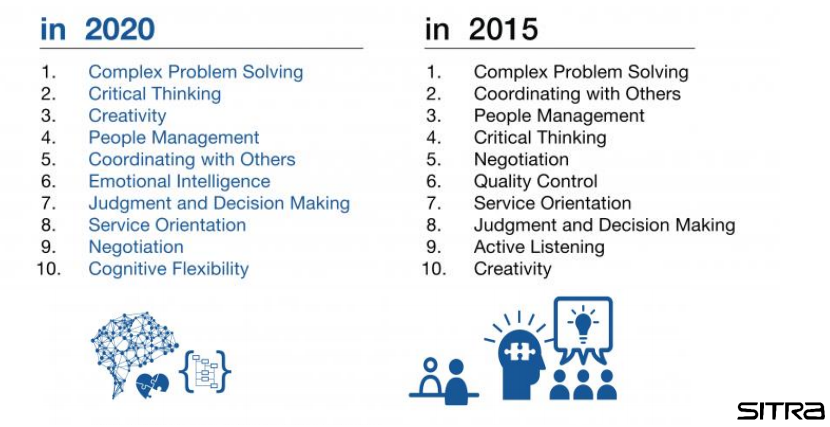 in 2020
1. Complex Problem Solving
2. Critical Thinking
3. Creativity
4. People Management
5. Coordinating with Others
6. Emotional Intelligence
7. Judgment and Decision Making
8. Service Orientation
9. Negotiation
10. Cognitive Flexibility
in 2015
1. Complex Problem Solving
2. Coordinating with Others
3. People Management
4. Critical Thinking
5. Negotiation
6. Quality Control
7. Service Orientation
8. Judgment and Decision Making
9. Active Listening
10. Creativity
SITRA